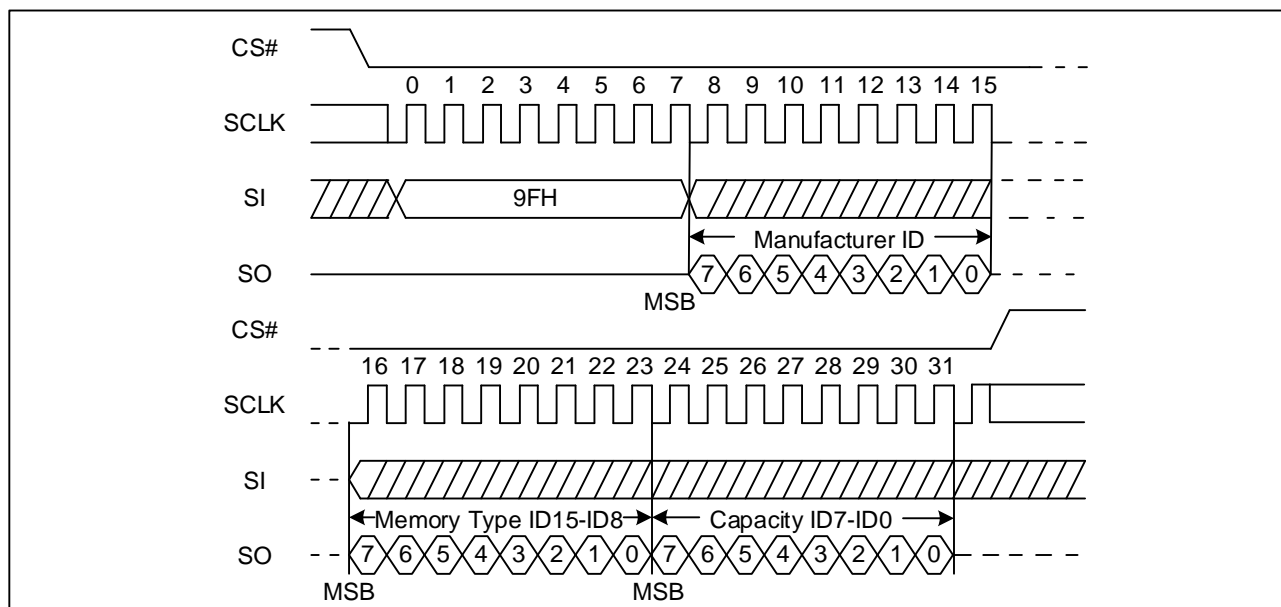 CS#
0 1 2 3 4 5 6 7 8 9 10 11 12 13 14 15
SCLK
SI 9FH
Manufacturer ID
SO 7 6 5 4 3 2 1 0
MSB
CS#
16 17 18 19 20 21 22 23 24 25 26 27 28 29 30 31
SCLK
SI
Memory Type ID15-ID8 Capacity ID7-ID0
SO 7 6 5 4 3 2 1 0 7 6 5 4 3 2 1 0
MSB MSB